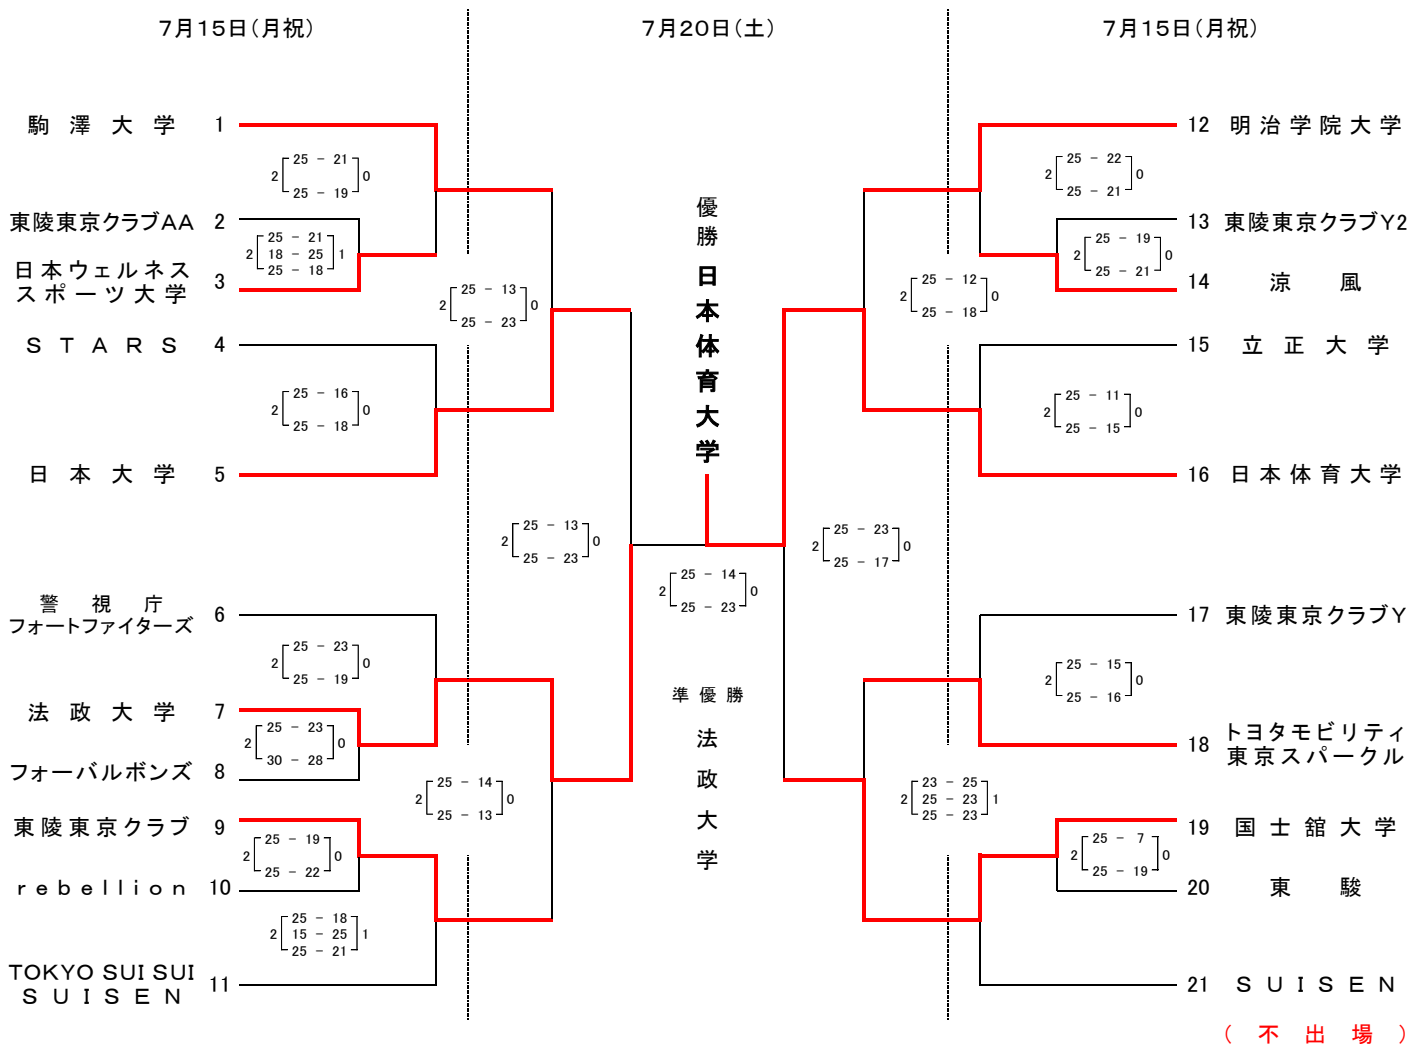 7月15日(月祝)
7月20日(土)
7月15日(月祝)
駒澤大学 1
2 25 - 21 0
25 - 19
東陵東京クラブAA 2
2 25 - 21 1
18 - 25
25 - 18
日本ウェルネス
スポーツ大学 3
2 25 - 13 0
25 - 23
STARS 4
2 25 - 16 0
25 - 18
日本大学 5
2 25 - 13 0
25 - 23
警視庁
フォートファイターズ 6
2 25 - 23 0
25 - 19
法政大学 7
2 25 - 23 0
30 - 28
フォーバルボンズ 8
2 25 - 14 0
25 - 13
東陵東京クラブ 9
2 25 - 19 0
25 - 22
rebellion 10
2 25 - 18 1
15 - 25
25 - 21
TOKYO SUI SUI
SUISEN 11
優勝
日本体育大学
2 25 - 14 0
25 - 23
準優勝
法政大学
12 明治学院大学
2 25 - 22 0
25 - 21
13 東陵東京クラブY2
2 25 - 19 0
25 - 21
14 涼風
2 25 - 12 0
25 - 18
15 立正大学
2 25 - 11 0
25 - 15
16 日本体育大学
2 25 - 23 0
25 - 17
17 東陵東京クラブY
2 25 - 15 0
25 - 16
18 トヨタモビリティ
東京スパークル
2 23 - 25 1
25 - 23
25 - 23
19 国士舘大学
2 25 - 7 0
25 - 19
20 東駿
21 SUISEN
(不出場)